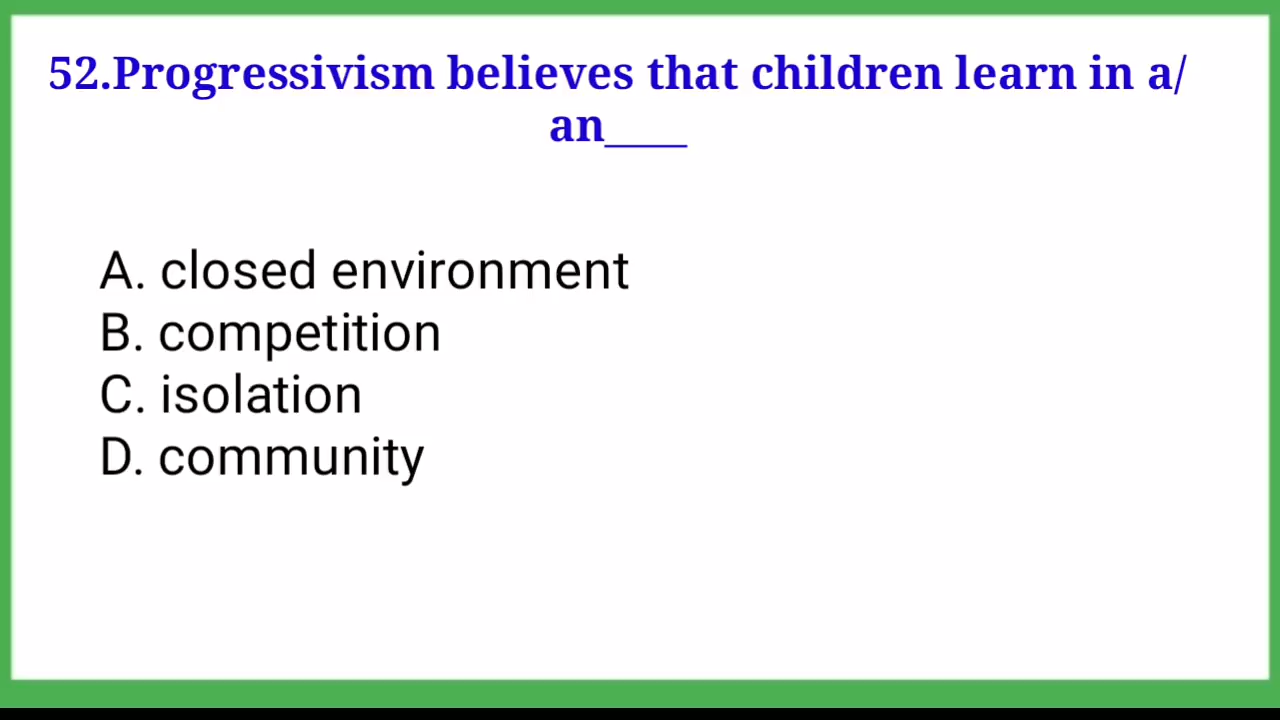 52.Progressivism believes that children learn in a/
an____
A. closed environment
B. competition
C. isolation
D. community